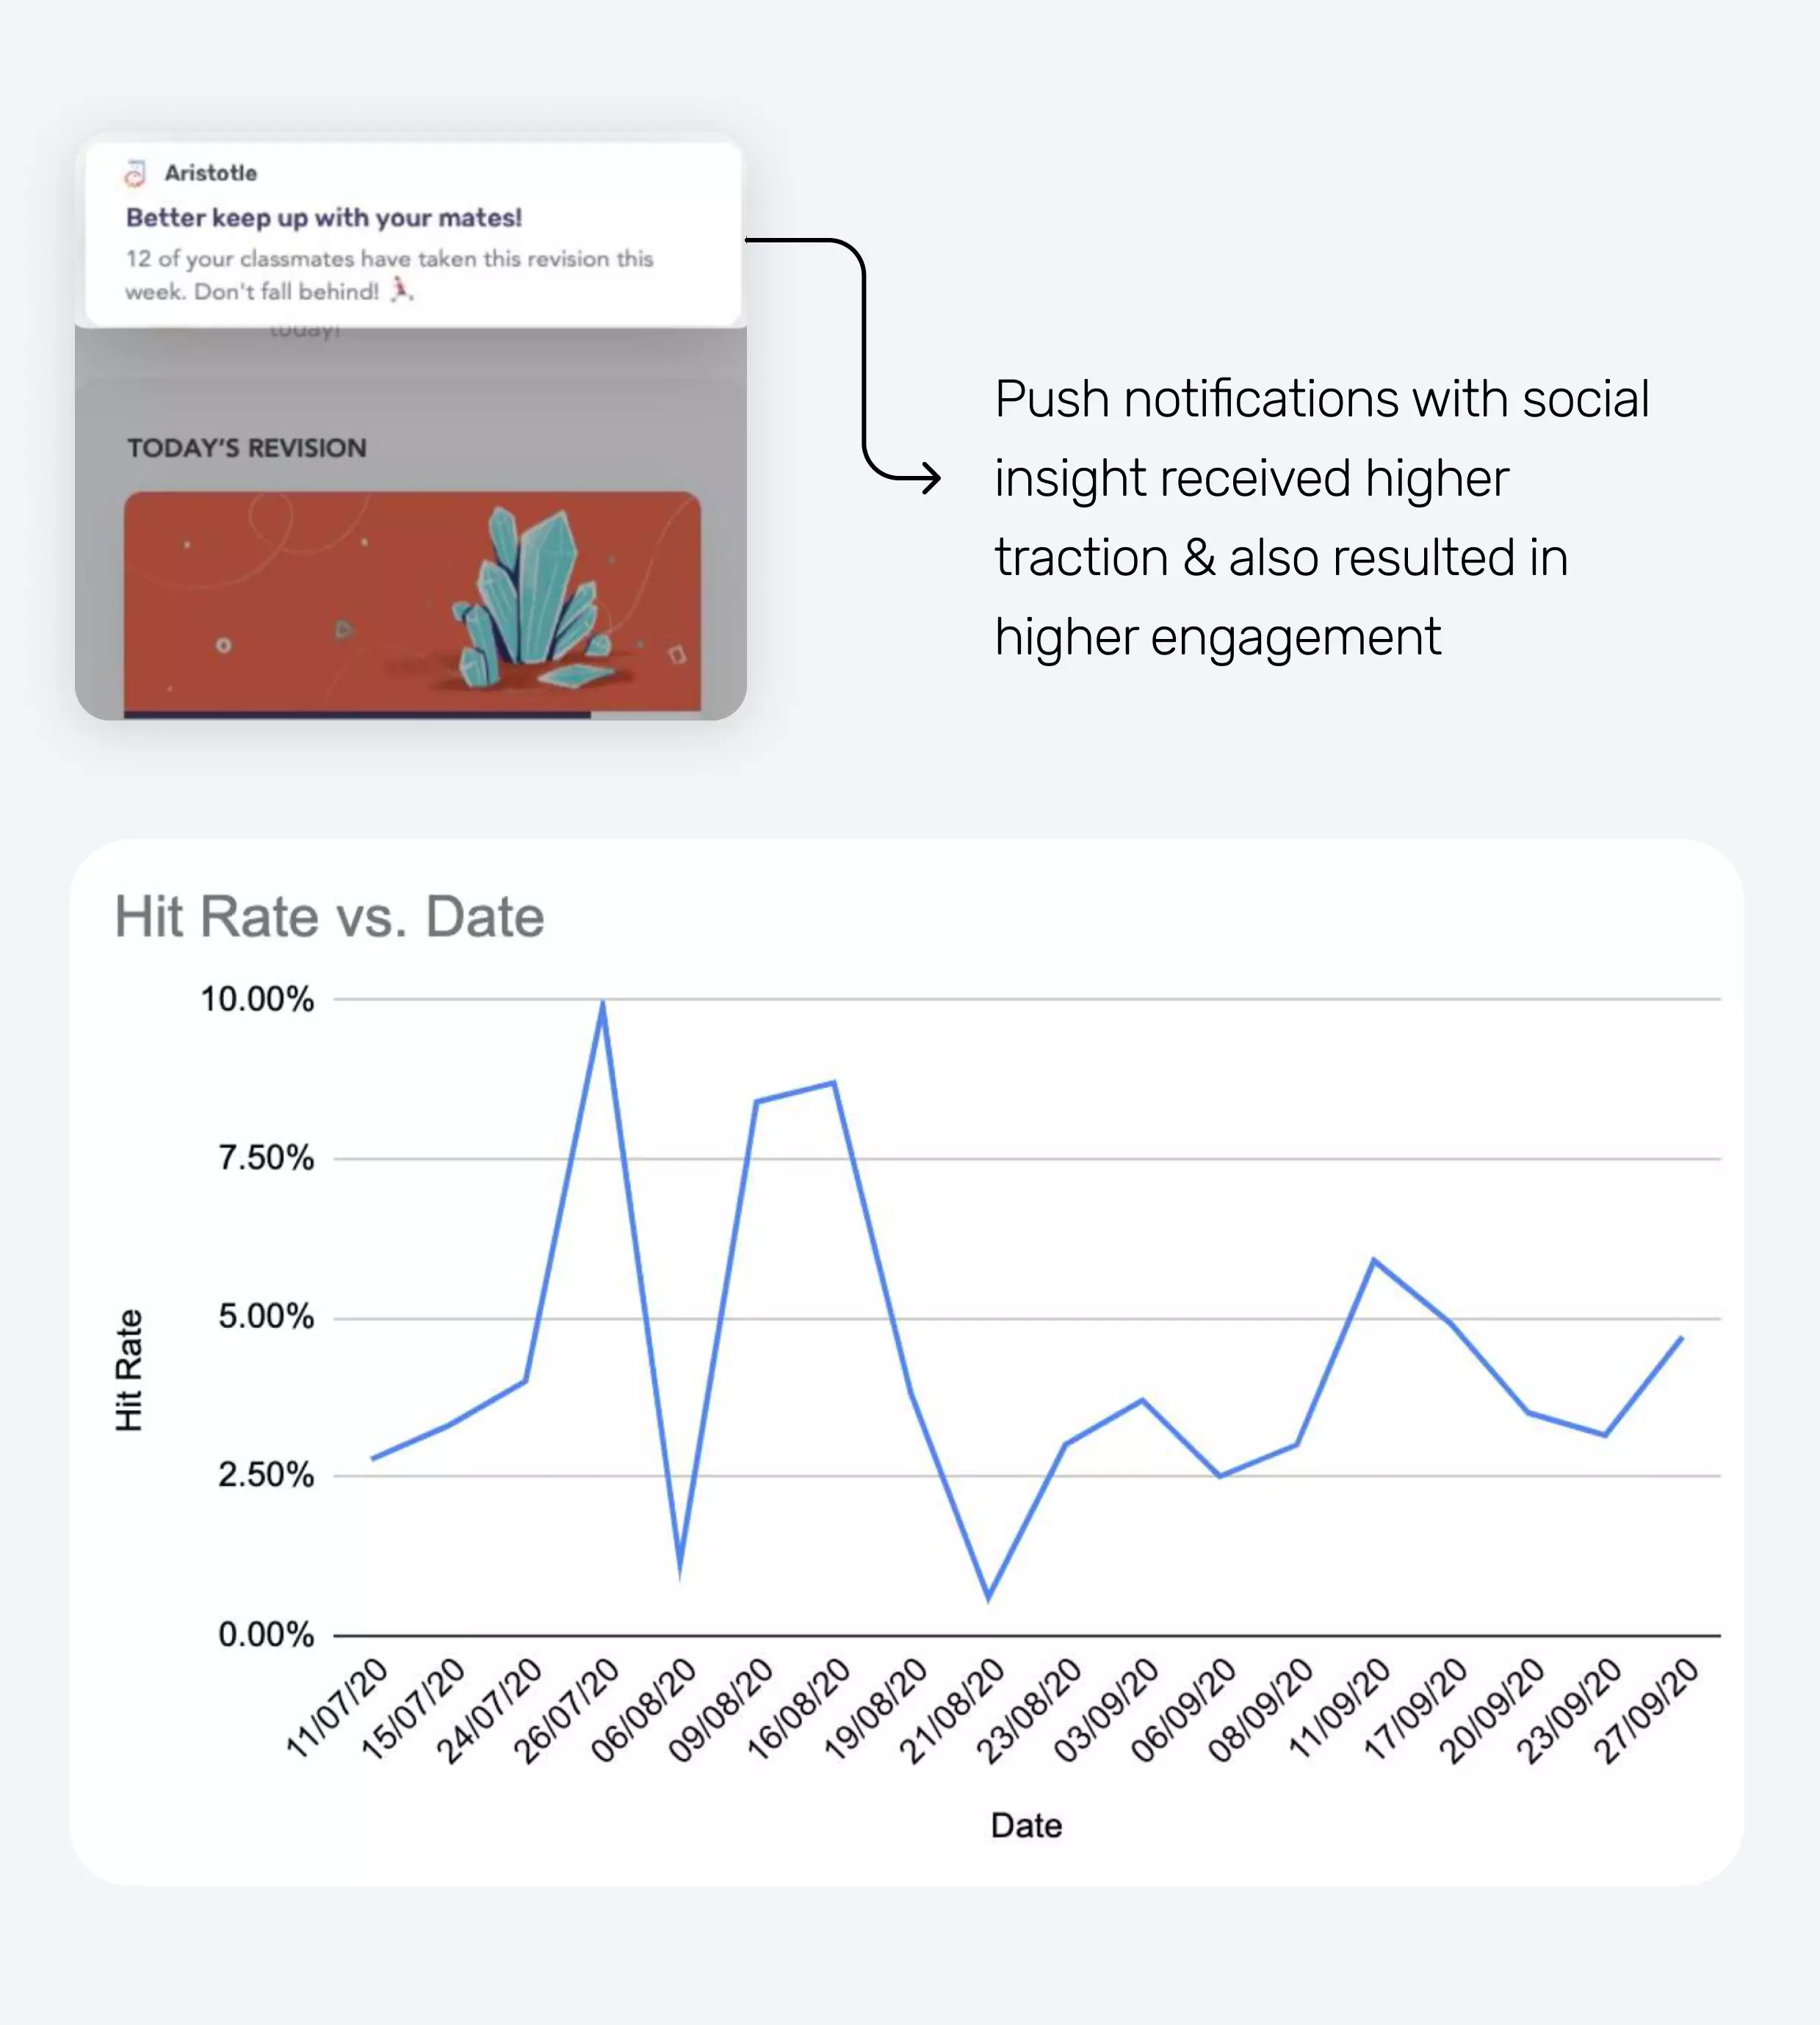 Aristotle
Better keep up with your mates!
12 of your classmates have taken this revision this
week. Don't fall behind!
today!
TODAY'S REVISION
Push notifications with social
insight received higher
traction & also resulted in
higher engagement
Hit Rate vs. Date
10.00%
7.50%
5.00%
2.50%
0.00%
Hit Rate
11/07/20
15/07/20
24/07/20
26/07/20
06/08/20
09/08/20
16/08/20
19/08/20
21/08/20
23/08/20
03/09/20
06/09/20
08/09/20
11/09/20
17/09/20
20/09/20
23/09/20
27/09/20
Date